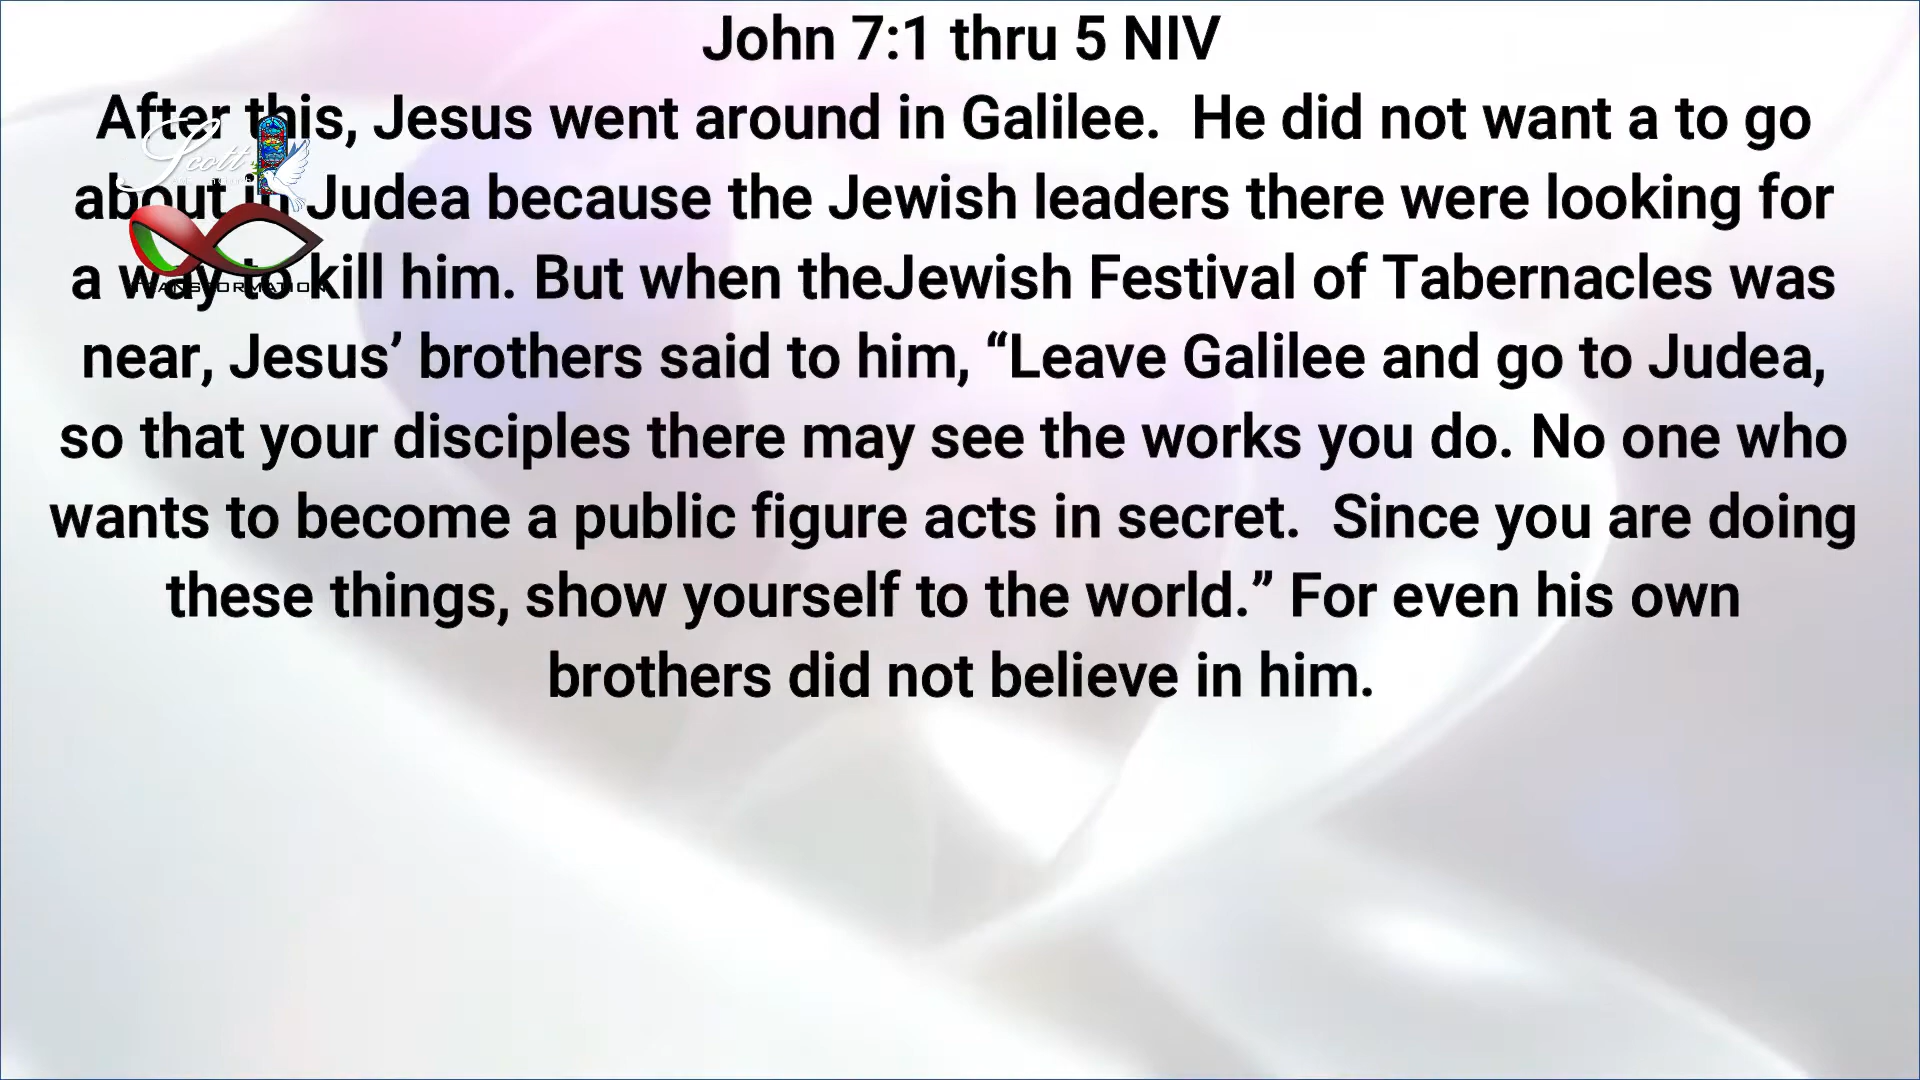 John 7:1 thru 5 NIV
After this, Jesus went around in Galilee.  He did not want a to go
about in Judea because the Jewish leaders there were looking for
a way to kill him. But when theJewish Festival of Tabernacles was
near, Jesus’ brothers said to him, “Leave Galilee and go to Judea,
so that your disciples there may see the works you do. No one who
wants to become a public figure acts in secret.  Since you are doing
these things, show yourself to the world.” For even his own
brothers did not believe in him.
Scott
TRANSFORMATION